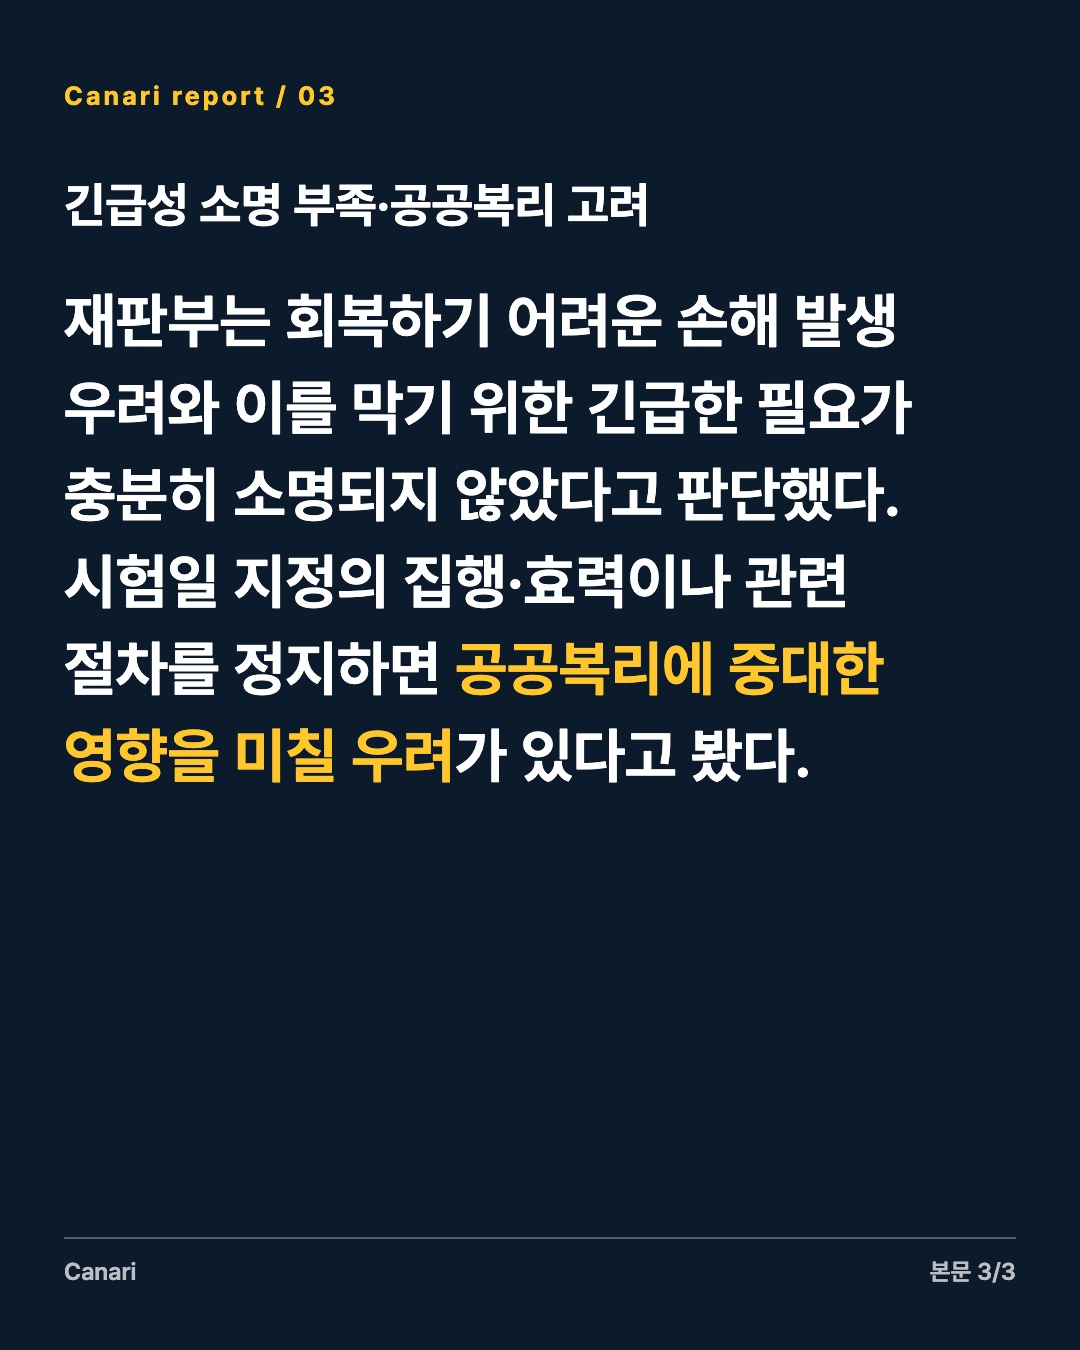 Canari report / 03
긴급성 소명 부족·공공복리 고려
재판부는 회복하기 어려운 손해 발생
우려와 이를 막기 위한 긴급한 필요가
충분히 소명되지 않았다고 판단했다.
시험일 지정의 집행·효력이나 관련
절차를 정지하면 공공복리에 중대한
영향을 미칠 우려가 있다고 봤다.
Canari
본문 3/3